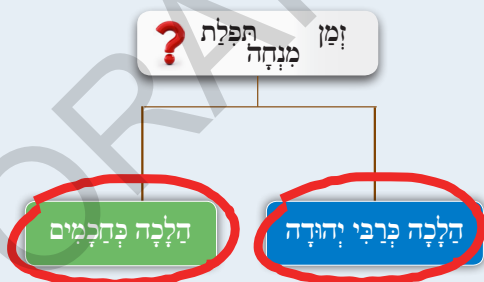 זְמַן תְּפִלַּת
מִנְחָה
הֲלָכָה כְּרַבִּי יְהוּדָה
הֲלָכָה כְּחֲכָמִים